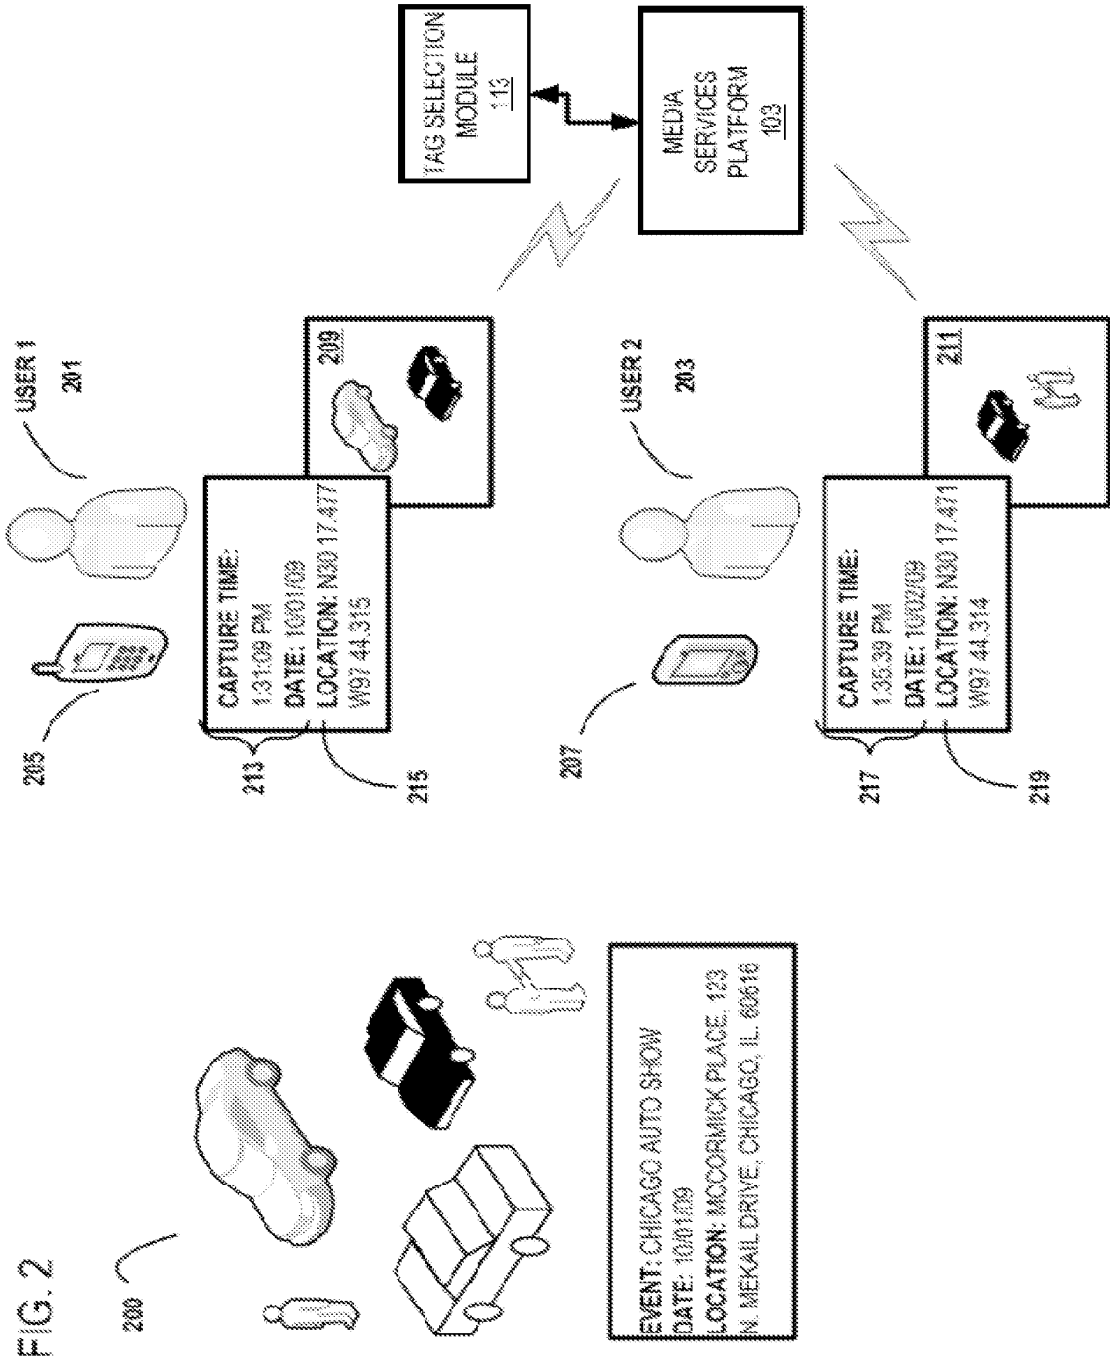 FIG. 2
200
EVENT: CHICAGO AUTO SHOW
DATE: 10/01/09
LOCATION: MCCORMICK PLACE, 123
N. MEKAIL DRIVE, CHICAGO, IL. 60616
205
USER 1
201
213
CAPTURE TIME:
1:31:09 PM
DATE: 10/01/09
LOCATION: N30 17.477
W97 44.315
215
209
207
USER 2
203
217
CAPTURE TIME:
1:35:39 PM
DATE: 10/02/09
LOCATION: N30 17.471
W97 44.314
219
211
TAG SELECTION
MODULE
113
MEDIA
SERVICES
PLATFORM
103